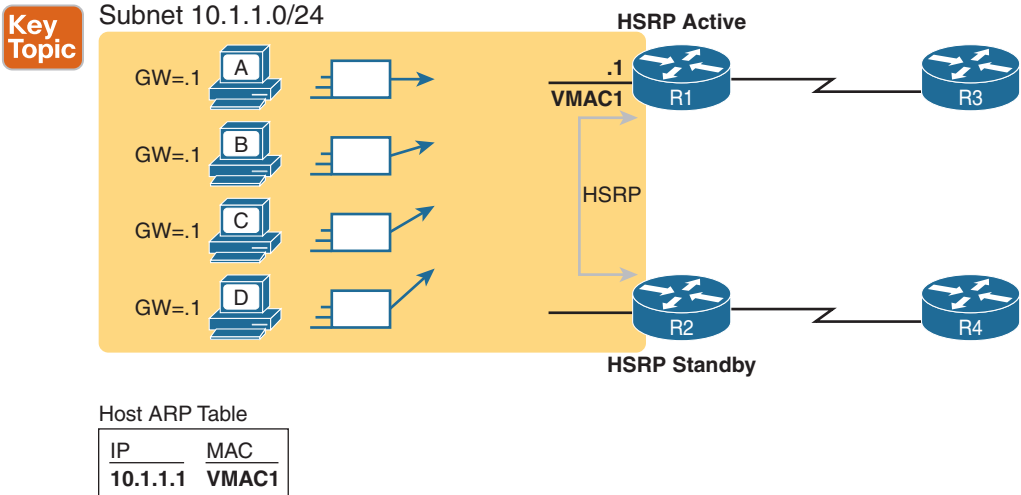 Key
Topic
Subnet 10.1.1.0/24
HSRP Active
GW=.1
A
.1
VMAC1
R1
R3
GW=.1
B
HSRP
GW=.1
C
GW=.1
D
R2
R4
HSRP Standby
Host ARP Table
IP MAC
10.1.1.1 VMAC1